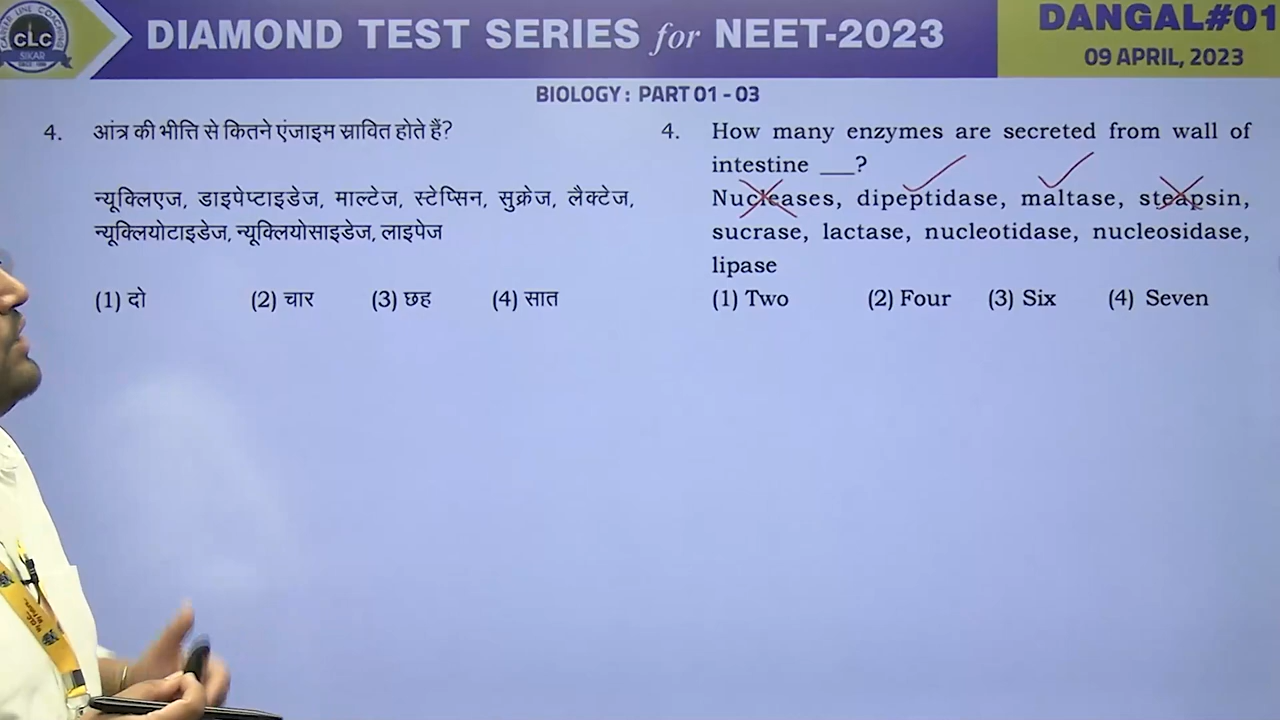 CLC
SIKAR
DIAMOND TEST SERIES for NEET-2023
DANGAL#01
09 APRIL, 2023
BIOLOGY : PART 01 - 03
4. आंत्र की भीत्ति से कितने एंजाइम स्रावित होते हैं?
न्यूक्लिएज, डाइपेप्टाइडेज, माल्टेज, स्टेप्सिन, सुक्रेज, लैक्टेज,
न्यूक्लियोटाइडेज, न्यूक्लियोसाइडेज, लाइपेज
(1) दो (2) चार (3) छह (4) सात
4. How many enzymes are secreted from wall of
intestine ___?
Nucleases, dipeptidase, maltase, steapsin,
sucrase, lactase, nucleotidase, nucleosidase,
lipase
(1) Two (2) Four (3) Six (4) Seven